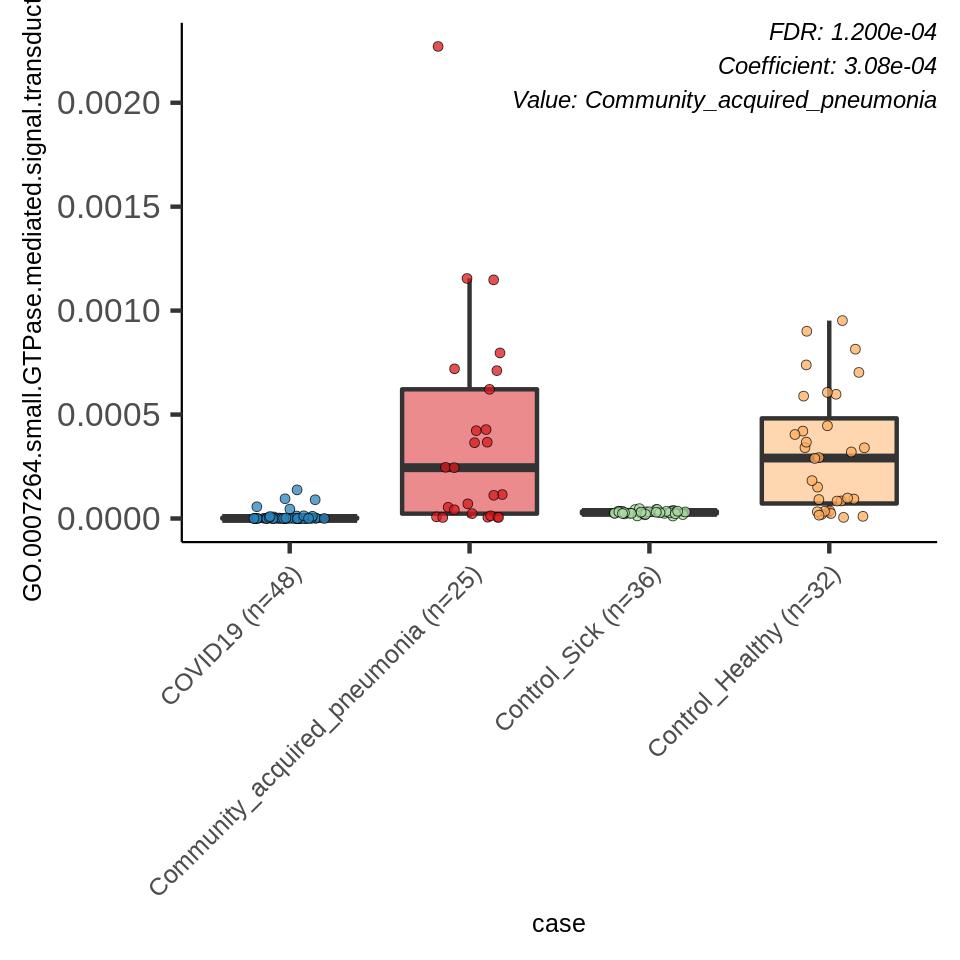 FDR: 1.200e-04
Coefficient: 3.08e-04
Value: Community_acquired_pneumonia
GO.0007264.small.GTPase.mediated.signal.transduct
0.0020
0.0015
0.0010
0.0005
0.0000
COVID19 (n=48)
Community_acquired_pneumonia (n=25)
Control_Sick (n=36)
Control_Healthy (n=32)
case